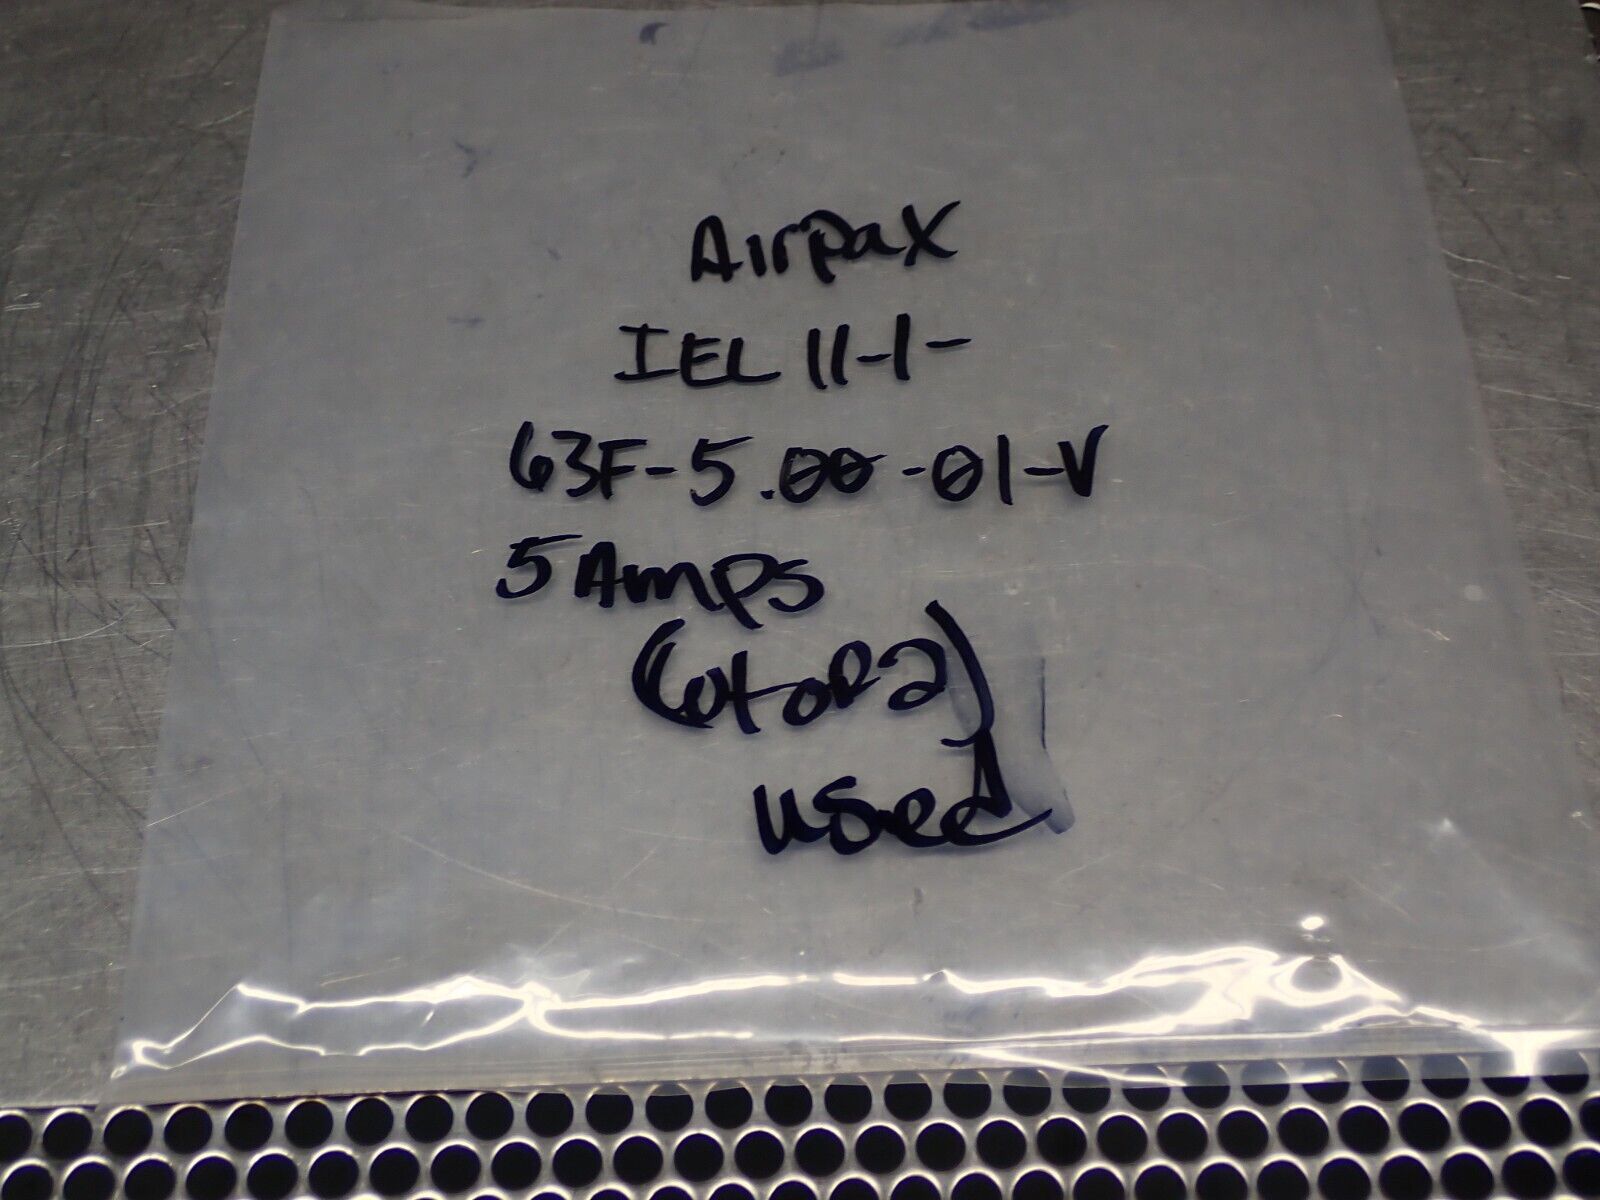 Airpax
IEL 11-1-
63F-5.00-01-V
5 Amps
(Lot of 2)
used